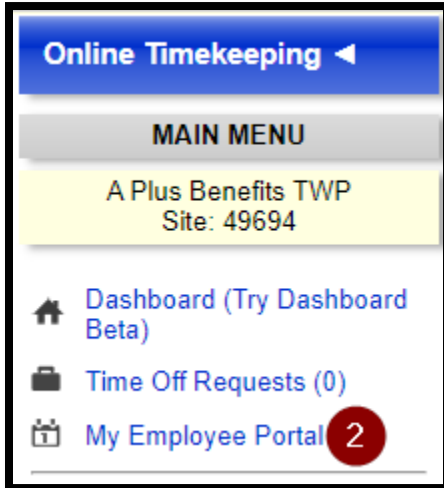 Online Timekeeping ◄
MAIN MENU
A Plus Benefits TWP
Site: 49694
Dashboard (Try Dashboard
Beta)
Time Off Requests (0)
My Employee Portal 2